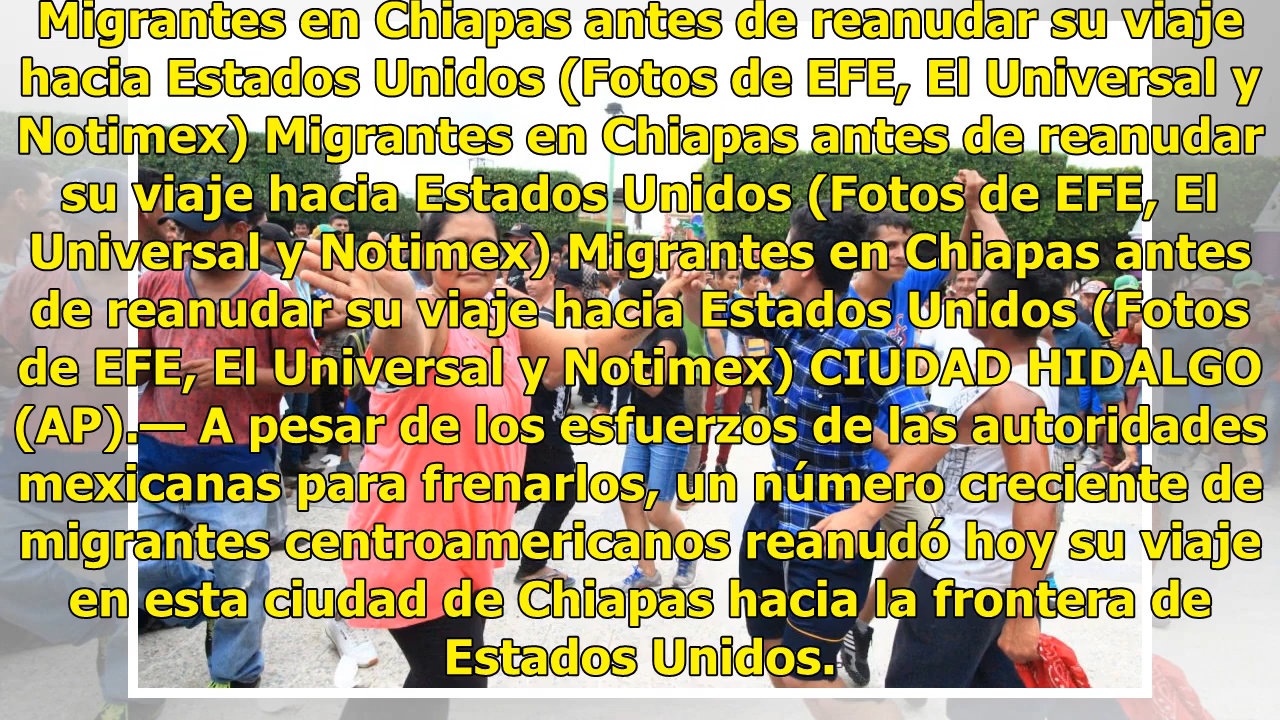 Migrantes en Chiapas antes de reanudar su viaje
hacia Estados Unidos (Fotos de EFE, El Universal y
Notimex) Migrantes en Chiapas antes de reanudar
su viaje hacia Estados Unidos (Fotos de EFE, El
Universal y Notimex) Migrantes en Chiapas antes
de reanudar su viaje hacia Estados Unidos (Fotos
de EFE, El Universal y Notimex) CIUDAD HIDALGO
(AP).— A pesar de los esfuerzos de las autoridades
mexicanas para frenarlos, un número creciente de
migrantes centroamericanos reanudó hoy su viaje
en esta ciudad de Chiapas hacia la frontera de
Estados Unidos.